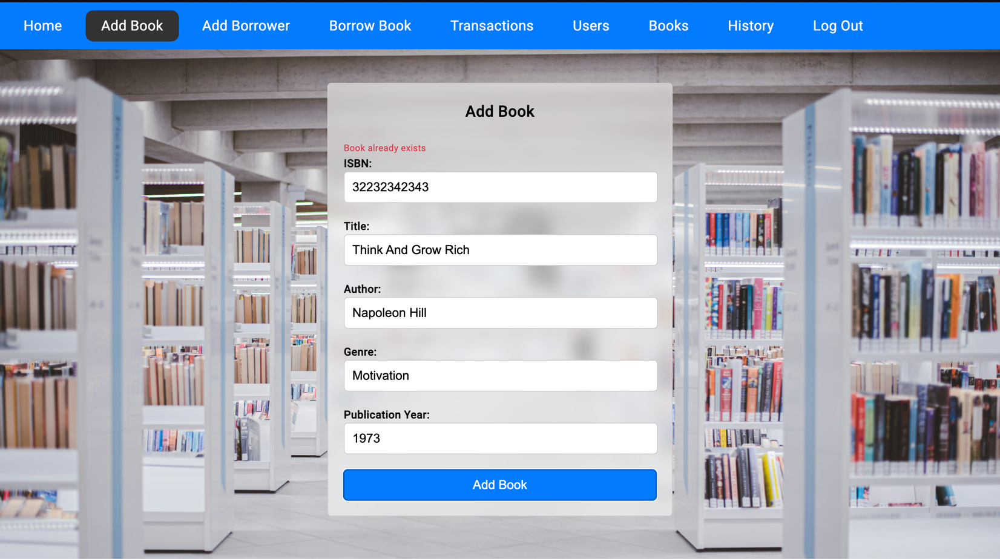 Home Add Book Add Borrower Borrow Book Transactions Users Books History Log Out
Add Book
Book already exists
ISBN:
32232342343
Title:
Think And Grow Rich
Author:
Napoleon Hill
Genre:
Motivation
Publication Year:
1973
Add Book